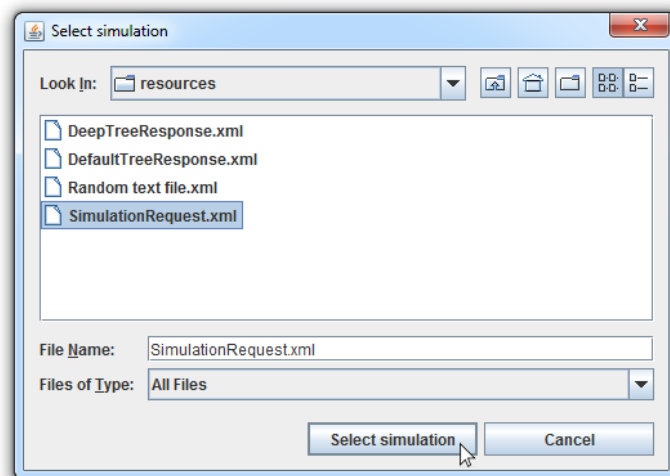 Select simulation
Look In: resources
DeepTreeResponse.xml
DefaultTreeResponse.xml
Random text file.xml
SimulationRequest.xml
File Name: SimulationRequest.xml
Files of Type: All Files
Select simulation Cancel